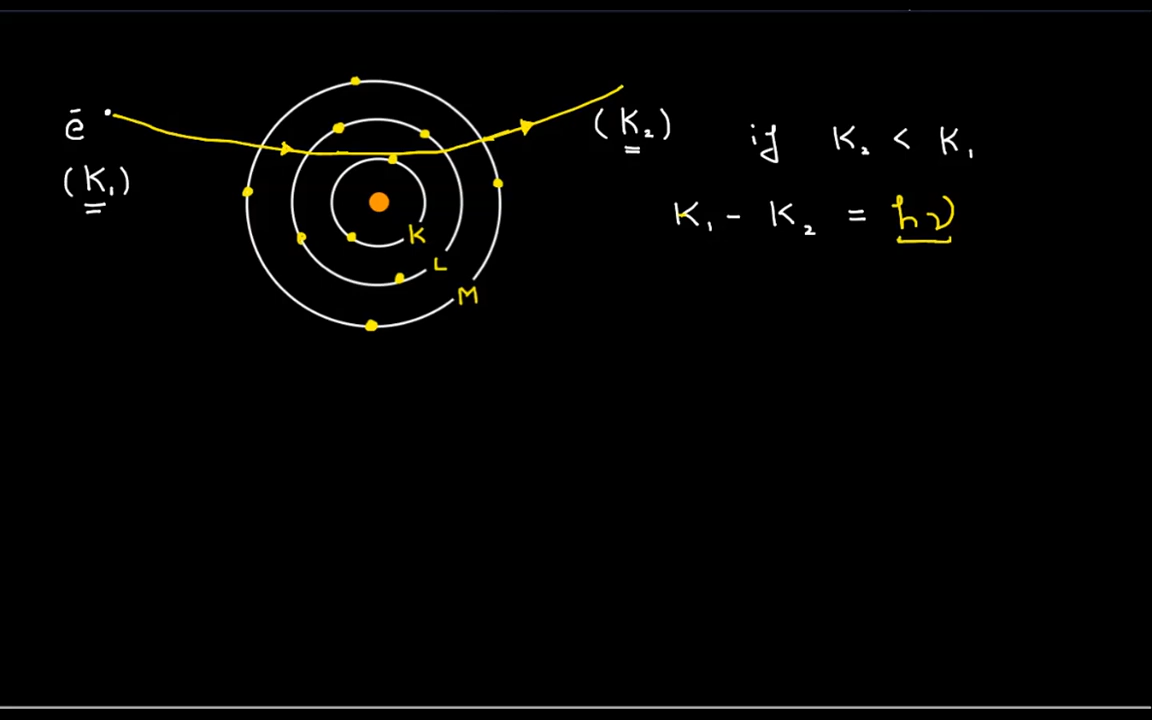 ē
(K₁)
(K₂)
if K₂ < K₁
K₁ - K₂ = hν
K
L
M